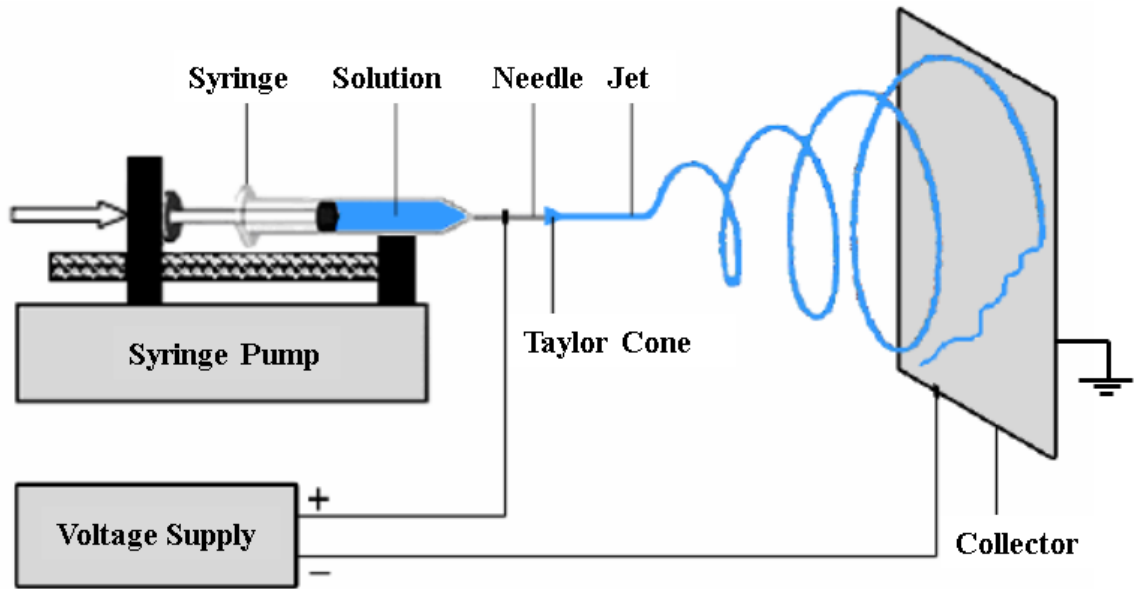 Syringe Solution Needle Jet
Syringe Pump
Taylor Cone
Voltage Supply
+
−
Collector